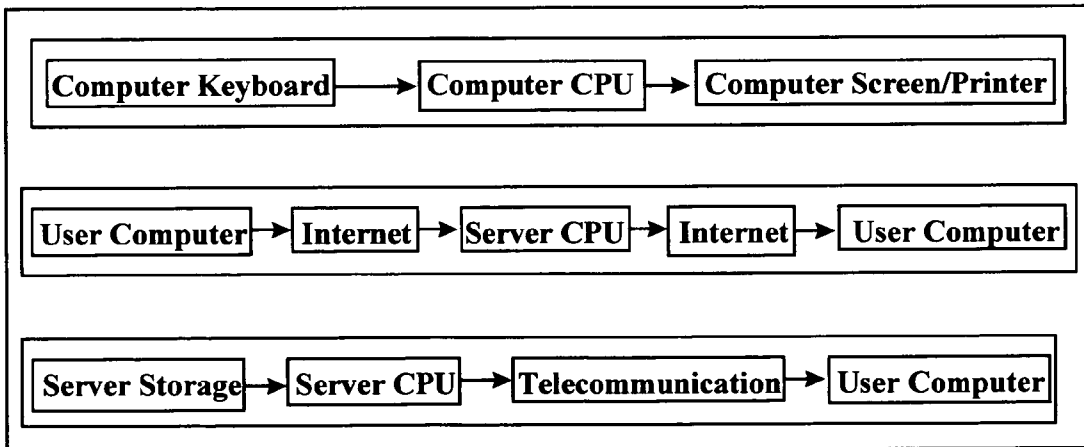 Computer Keyboard Computer CPU Computer Screen/Printer
User Computer Internet Server CPU Internet User Computer
Server Storage Server CPU Telecommunication User Computer